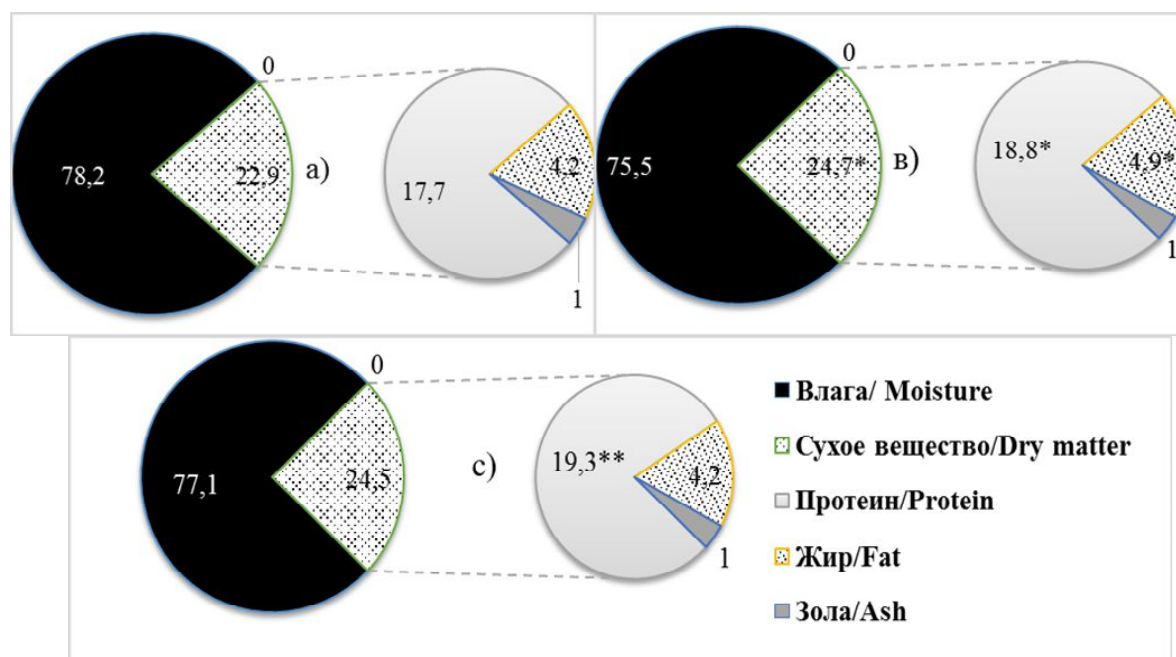 0
78,2
22,9
а)
17,7
4,2
1
0
75,5
24,7*
в)
18,8*
4,9*
1
0
77,1
24,5
с)
19,3**
4,2
1
Влага/ Moisture
Сухое вещество/Dry matter
Протеин/Protein
Жир/Fat
Зола/Ash